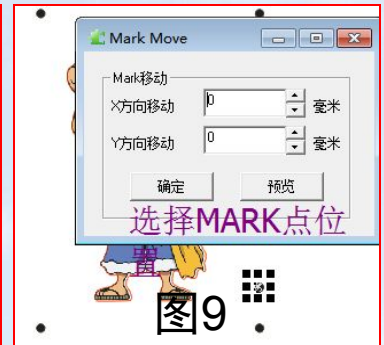 Mark Move
Mark移动
X方向移动 0 毫米
Y方向移动 0 毫米
确定 预览
选择MARK点位
置
图9